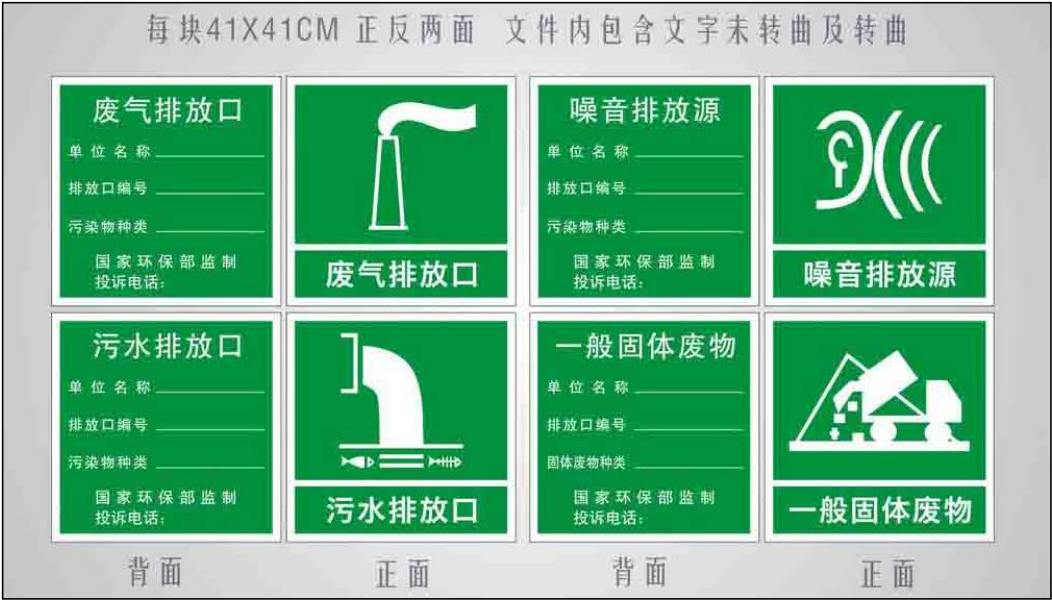 每块41X41CM 正反两面 文件内包含文字未转曲及转曲
废气排放口
单位名称
排放口编号
污染物种类
国家环保部监制
投诉电话:
废气排放口
噪音排放源
单位名称
排放口编号
污染物种类
国家环保部监制
投诉电话:
噪音排放源
污水排放口
单位名称
排放口编号
污染物种类
国家环保部监制
投诉电话:
污水排放口
一般固体废物
单位名称
排放口编号
固体废物种类
国家环保部监制
投诉电话:
一般固体废物
背面
正面
背面
正面